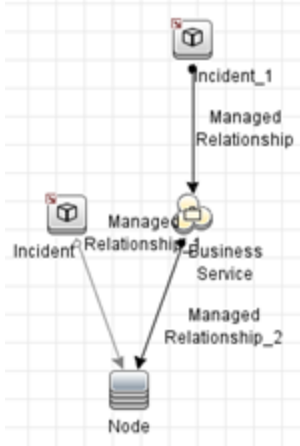 Incident_1
Managed
Relationship
Incident
Managed
Relationship_1
Business
Service
Managed
Relationship_2
Node